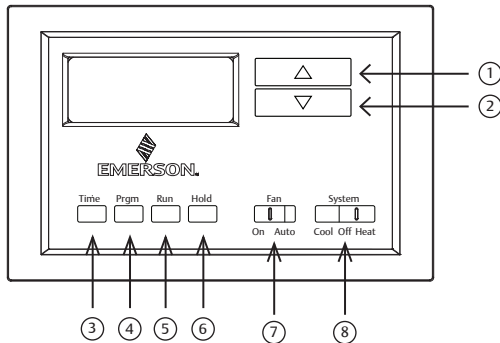 1
2
EMERSON.
Time Prgm Run Hold Fan System
On Auto Cool Off Heat
3 4 5 6 7 8